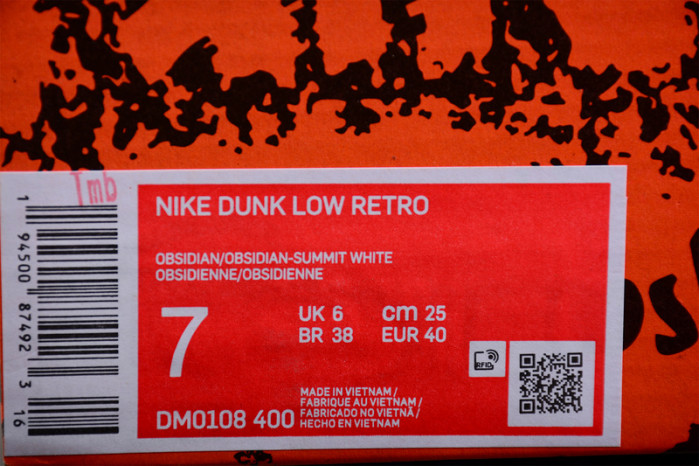 Tmb
1 94500 87492 3 16
NIKE DUNK LOW RETRO
OBSIDIAN/OBSIDIAN-SUMMIT WHITE
OBSIDIENNE/OBSIDIENNE
7
UK 6 cm 25
BR 38 EUR 40
RFID
MADE IN VIETNAM /
FABRIQUE AU VIETNAM /
FABRICADO NO VIETNÃ /
HECHO EN VIETNAM
DM0108 400
os